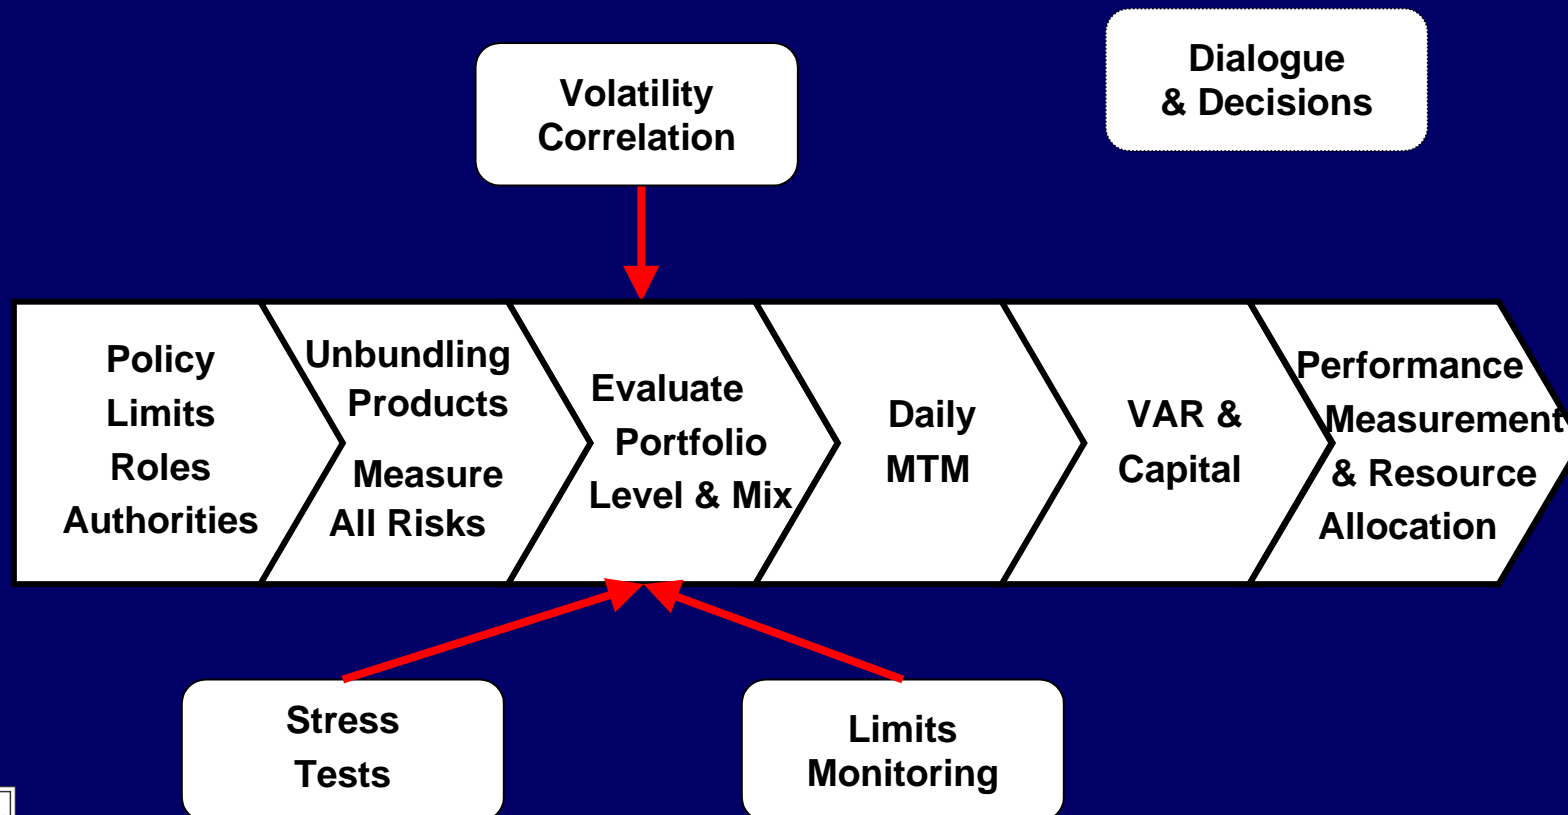 Volatility
Correlation
Dialogue
& Decisions
Policy
Limits
Roles
Authorities
Unbundling
Products
Measure
All Risks
Evaluate
Portfolio
Level & Mix
Daily
MTM
VAR &
Capital
Performance
Measurement
& Resource
Allocation
Stress
Tests
Limits
Monitoring